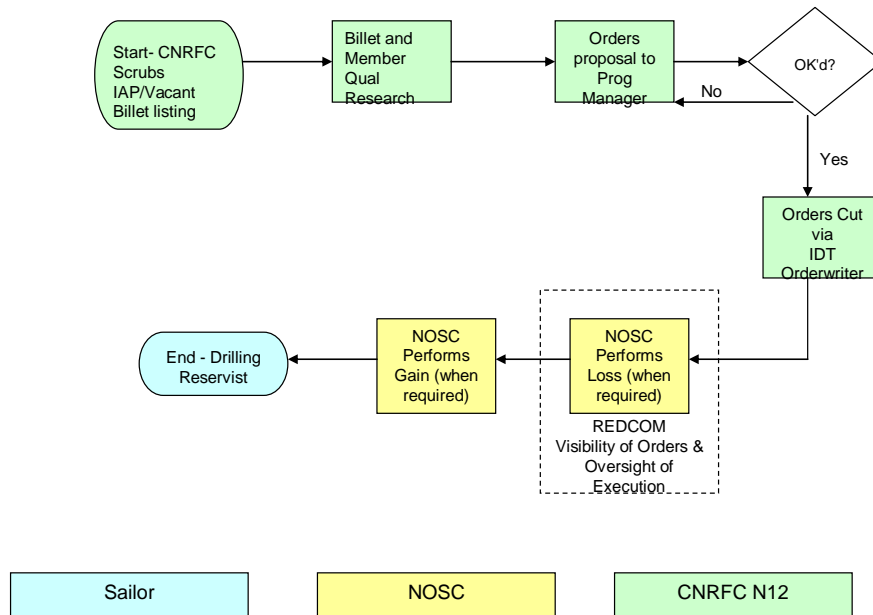 Start- CNRFC
Scrubs
IAP/Vacant
Billet listing
Billet and
Member
Qual
Research
Orders
proposal to
Prog
Manager
OK'd?
No
Yes
Orders Cut
via
IDT
Orderwriter
NOSC
Performs
Loss (when
required)
REDCOM
Visibility of Orders &
Oversight of
Execution
NOSC
Performs
Gain (when
required)
End - Drilling
Reservist
Sailor
NOSC
CNRFC N12